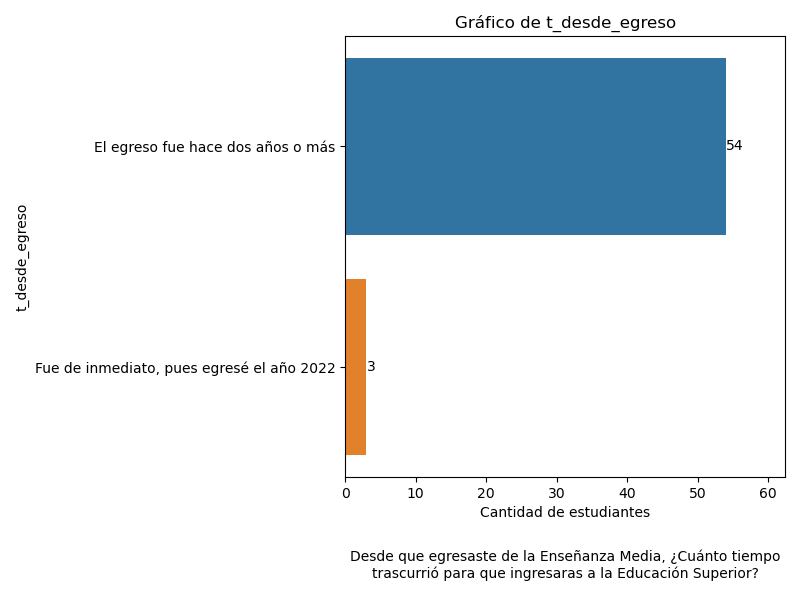 Gráfico de t_desde_egreso
t_desde_egreso
El egreso fue hace dos años o más
54
Fue de inmediato, pues egresé el año 2022
3
0 10 20 30 40 50 60
Cantidad de estudiantes
Desde que egresaste de la Enseñanza Media, ¿Cuánto tiempo
trascurrió para que ingresaras a la Educación Superior?